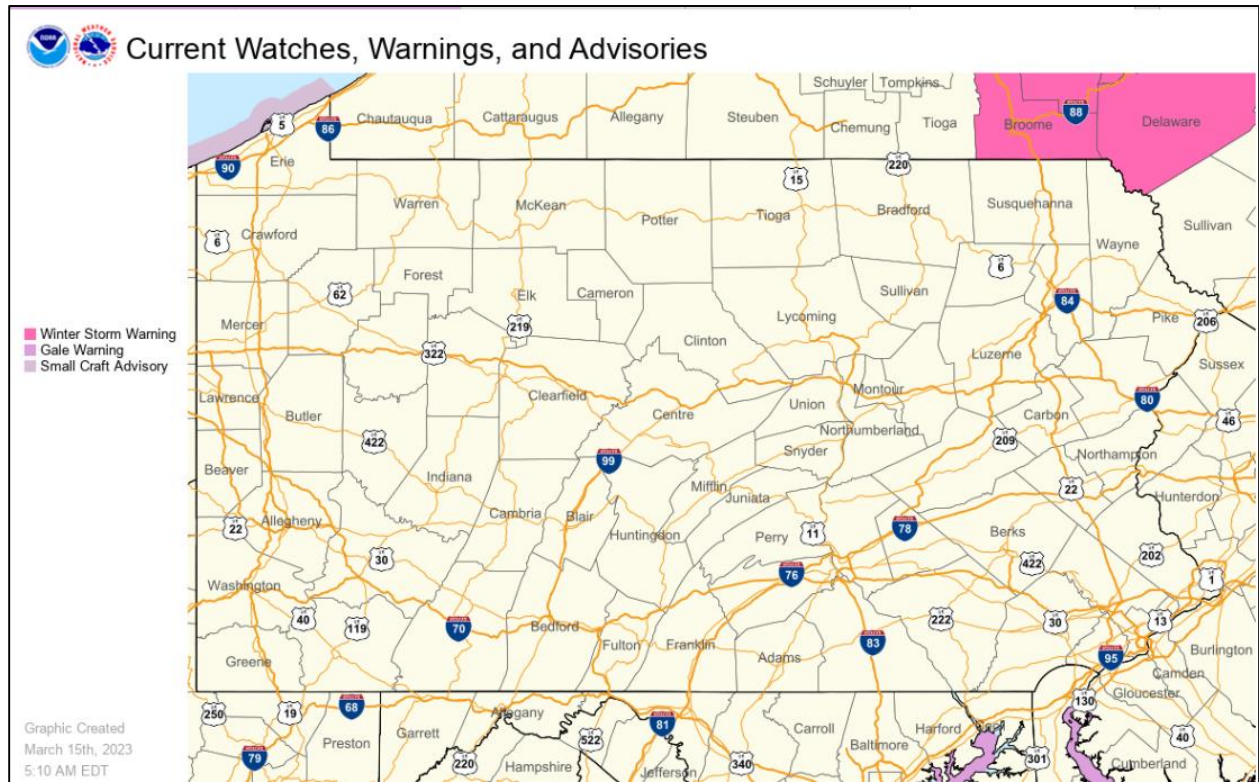 Current Watches, Warnings, and Advisories
Schuyler Tompkins
5 Chautauqua Cattaraugus Allegany Steuben Chemung Tioga Broome 88 Delaware
86
Erie
90
220
15
Warren McKean Potter Tioga Bradford Susquehanna
Crawford
6
Wayne Sullivan
Forest
6
62 Elk Cameron Sullivan
84
Mercer 219 Lycoming Pike 206
Winter Storm Warning
Gale Warning
Small Craft Advisory
322 Clinton Luzerne Sussex
Lawrence Butler Clearfield Centre Union Montour Carbon 80
46
422 Northumberland 209
Beaver Indiana 99 Snyder Northampton
Mifflin 22 Hunterdon
Juniata
22 Allegheny Cambria Blair Huntingdon Perry 11 78 Berks
30 202
76 422 1
Washington
40 119 70 Bedford 222 30 13
Greene Fulton Franklin Adams 83 95 Burlington
Camden
Gloucester
250 19 68 Allegany 130
81
Preston Garrett 522 Carroll Harford 40
79 220 Hampshire Jefferson 340 Baltimore 301 Cumberland
Graphic Created
March 15th, 2023
5:10 AM EDT